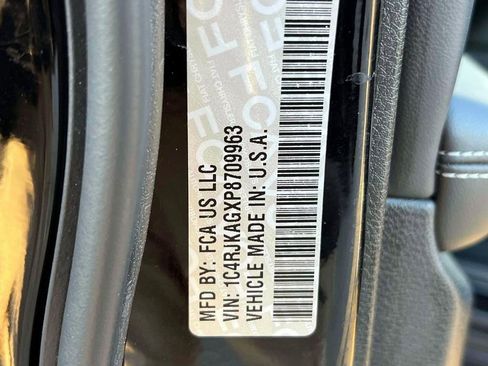 MFD BY: FCA US LLC
VIN: 1C4RJKAGXP8709963
VEHICLE MADE IN: U.S.A.